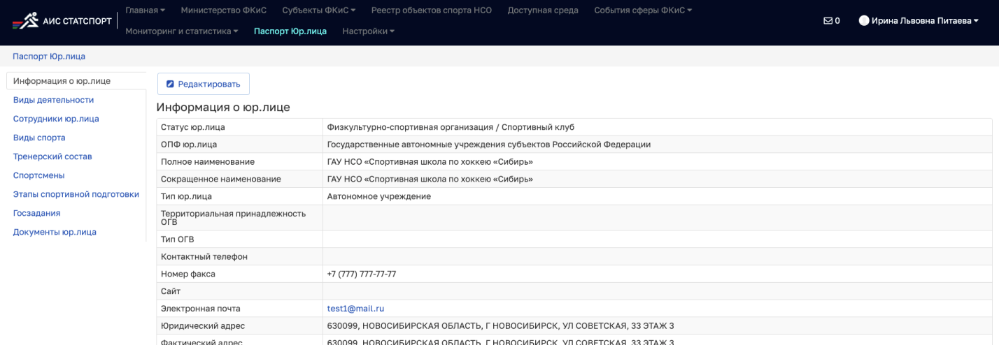 АИС СТАТСПОРТ
Главная Министерство ФКиС Субъекты ФКиС Реестр объектов спорта НСО Доступная среда События сферы ФКиС
Мониторинг и статистика Паспорт Юр.лица Настройки
0 Ирина Львовна Питаева
Паспорт Юр.лица
Информация о юр.лице
Виды деятельности
Сотрудники юр.лица
Виды спорта
Тренерский состав
Спортсмены
Этапы спортивной подготовки
Госзадания
Документы юр.лица
Редактировать
Информация о юр.лице
Статус юр.лица Физкультурно-спортивная организация / Спортивный клуб
ОПФ юр.лица Государственные автономные учреждения субъектов Российской Федерации
Полное наименование ГАУ НСО «Спортивная школа по хоккею «Сибирь»
Сокращенное наименование ГАУ НСО «Спортивная школа по хоккею «Сибирь»
Тип юр.лица Автономное учреждение
Территориальная принадлежность
ОГВ
Тип ОГВ
Контактный телефон
Номер факса +7 (777) 777-77-77
Сайт
Электронная почта test1@mail.ru
Юридический адрес 630099, НОВОСИБИРСКАЯ ОБЛАСТЬ, Г НОВОСИБИРСК, УЛ СОВЕТСКАЯ, 33 ЭТАЖ 3
Фактический адрес 630099, НОВОСИБИРСКАЯ ОБЛАСТЬ, Г НОВОСИБИРСК, УЛ СОВЕТСКАЯ, 33 ЭТАЖ 3